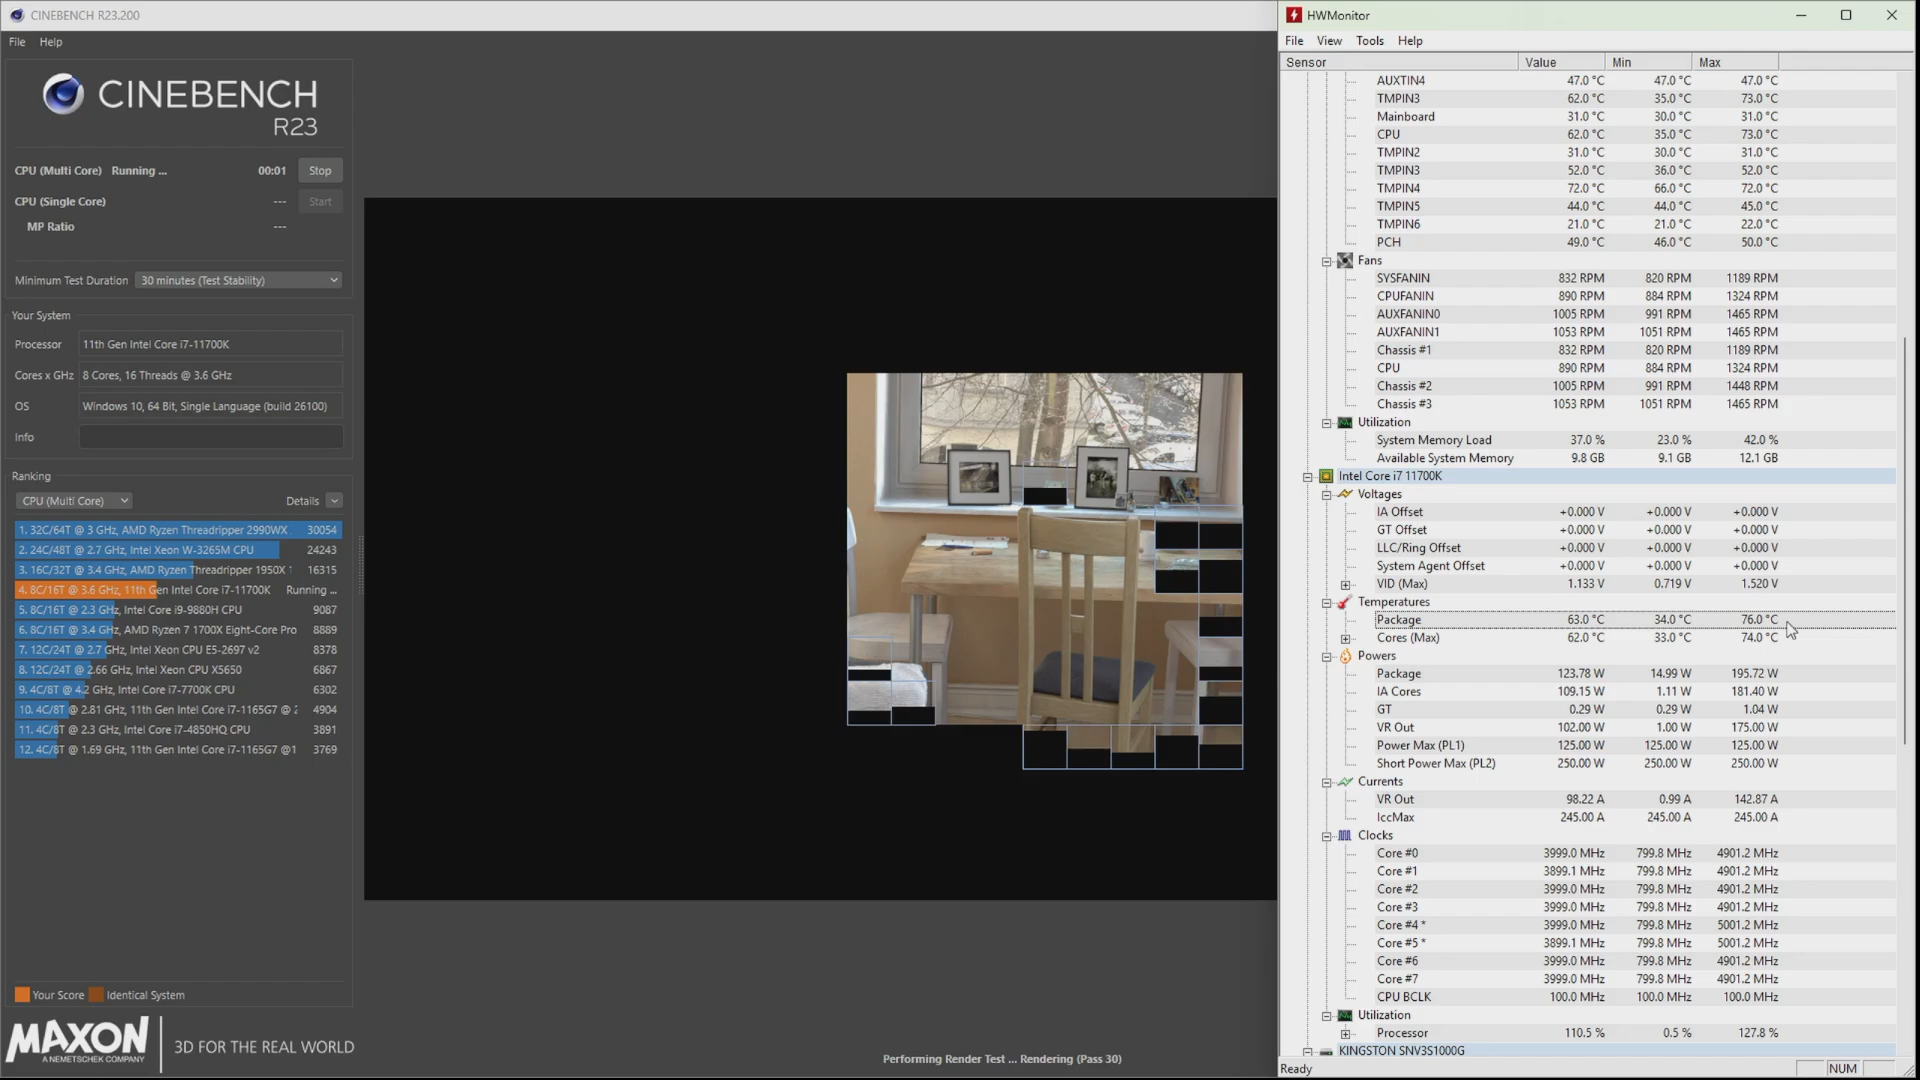 CINEBENCH R23.200
File Help
CINEBENCH
R23
CPU (Multi Core) Running ... 00:01 Stop
CPU (Single Core) --- Start
MP Ratio ---
Minimum Test Duration 30 minutes (Test Stability)
Your System
Processor 11th Gen Intel Core i7-11700K
Cores x GHz 8 Cores, 16 Threads @ 3.6 GHz
OS Windows 10, 64 Bit, Single Language (build 26100)
Info
Ranking
CPU (Multi Core) Details
1. 32C/64T @ 3 GHz, AMD Ryzen Threadripper 2990WX 30054
2. 24C/48T @ 2.7 GHz, Intel Xeon W-3265M CPU 24243
3. 16C/32T @ 3.4 GHz, AMD Ryzen Threadripper 1950X 16315
4. 8C/16T @ 3.6 GHz, 11th Gen Intel Core i7-11700K Running ...
5. 8C/16T @ 2.3 GHz, Intel Core i9-9880H CPU 9087
6. 8C/16T @ 3.4 GHz, AMD Ryzen 7 1700X Eight-Core Pro 8889
7. 12C/24T @ 2.7 GHz, Intel Xeon CPU E5-2697 v2 8378
8. 12C/24T @ 2.66 GHz, Intel Xeon CPU X5650 6867
9. 4C/8T @ 4.2 GHz, Intel Core i7-7700K CPU 6302
10. 4C/8T @ 2.81 GHz, 11th Gen Intel Core i7-1165G7 @ 2 4904
11. 4C/8T @ 2.3 GHz, Intel Core i7-4850HQ CPU 3891
12. 4C/8T @ 1.69 GHz, 11th Gen Intel Core i7-1165G7 @1 3769
Your Score Identical System
MAXON
A NEMETSCHEK COMPANY
3D FOR THE REAL WORLD
Performing Render Test ... Rendering (Pass 30)
HWMonitor
File View Tools Help
Sensor Value Min Max
AUXTIN4 47.0 °C 47.0 °C 47.0 °C
TMPIN3 62.0 °C 35.0 °C 73.0 °C
Mainboard 31.0 °C 30.0 °C 31.0 °C
CPU 62.0 °C 35.0 °C 73.0 °C
TMPIN2 31.0 °C 30.0 °C 31.0 °C
TMPIN3 52.0 °C 36.0 °C 52.0 °C
TMPIN4 72.0 °C 66.0 °C 72.0 °C
TMPIN5 44.0 °C 44.0 °C 45.0 °C
TMPIN6 21.0 °C 21.0 °C 22.0 °C
PCH 49.0 °C 46.0 °C 50.0 °C
Fans
SYSFANIN 832 RPM 820 RPM 1189 RPM
CPUFANIN 890 RPM 884 RPM 1324 RPM
AUXFANIN0 1005 RPM 991 RPM 1465 RPM
AUXFANIN1 1053 RPM 1051 RPM 1465 RPM
Chassis #1 832 RPM 820 RPM 1189 RPM
CPU 890 RPM 884 RPM 1324 RPM
Chassis #2 1005 RPM 991 RPM 1448 RPM
Chassis #3 1053 RPM 1051 RPM 1465 RPM
Utilization
System Memory Load 37.0 % 23.0 % 42.0 %
Available System Memory 9.8 GB 9.1 GB 12.1 GB
Intel Core i7 11700K
Voltages
IA Offset +0.000 V +0.000 V +0.000 V
GT Offset +0.000 V +0.000 V +0.000 V
LLC/Ring Offset +0.000 V +0.000 V +0.000 V
System Agent Offset +0.000 V +0.000 V +0.000 V
VID (Max) 1.133 V 0.719 V 1.520 V
Temperatures
Package 63.0 °C 34.0 °C 76.0 °C
Cores (Max) 62.0 °C 33.0 °C 74.0 °C
Powers
Package 123.78 W 14.99 W 195.72 W
IA Cores 109.15 W 1.11 W 181.40 W
GT 0.29 W 0.29 W 1.04 W
VR Out 102.00 W 1.00 W 175.00 W
Power Max (PL1) 125.00 W 125.00 W 125.00 W
Short Power Max (PL2) 250.00 W 250.00 W 250.00 W
Currents
VR Out 98.22 A 0.99 A 142.87 A
IccMax 245.00 A 245.00 A 245.00 A
Clocks
Core #0 3999.0 MHz 799.8 MHz 4901.2 MHz
Core #1 3899.1 MHz 799.8 MHz 4901.2 MHz
Core #2 3999.0 MHz 799.8 MHz 4901.2 MHz
Core #3 3999.0 MHz 799.8 MHz 4901.2 MHz
Core #4 * 3999.0 MHz 799.8 MHz 5001.2 MHz
Core #5 * 3899.1 MHz 799.8 MHz 5001.2 MHz
Core #6 3999.0 MHz 799.8 MHz 4901.2 MHz
Core #7 3999.0 MHz 799.8 MHz 4901.2 MHz
CPU BCLK 100.0 MHz 100.0 MHz 100.0 MHz
Utilization
Processor 110.5 % 0.5 % 127.8 %
KINGSTON SNV3S1000G
Ready NUM